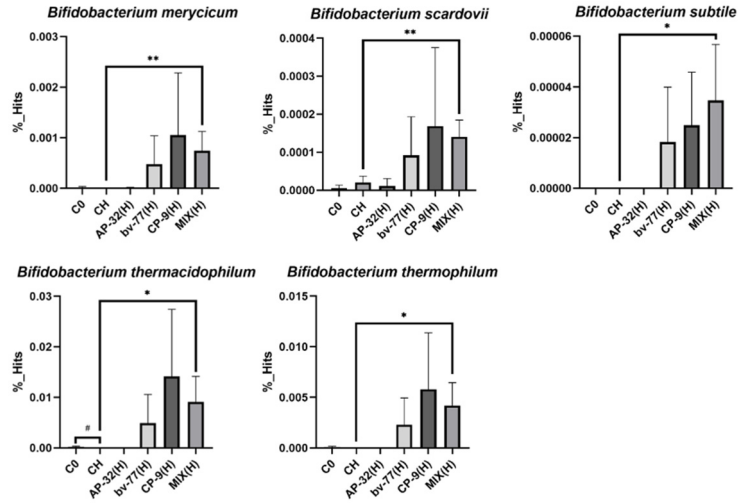 Bifidobacterium merycicum
0.003
0.002
0.001
0.000
%_Hits
**
C0
CH
AP-32(H)
bv-77(H)
CP-9(H)
MIX(H)
Bifidobacterium scardovii
0.0004
0.0003
0.0002
0.0001
0.0000
%_Hits
**
C0
CH
AP-32(H)
bv-77(H)
CP-9(H)
MIX(H)
Bifidobacterium subtile
0.00006
0.00004
0.00002
0.00000
%_Hits
*
C0
CH
AP-32(H)
bv-77(H)
CP-9(H)
MIX(H)
Bifidobacterium thermacidophilum
0.03
0.02
0.01
0.00
%_Hits
*
#
C0
CH
AP-32(H)
bv-77(H)
CP-9(H)
MIX(H)
Bifidobacterium thermophilum
0.015
0.010
0.005
0.000
%_Hits
*
C0
CH
AP-32(H)
bv-77(H)
CP-9(H)
MIX(H)